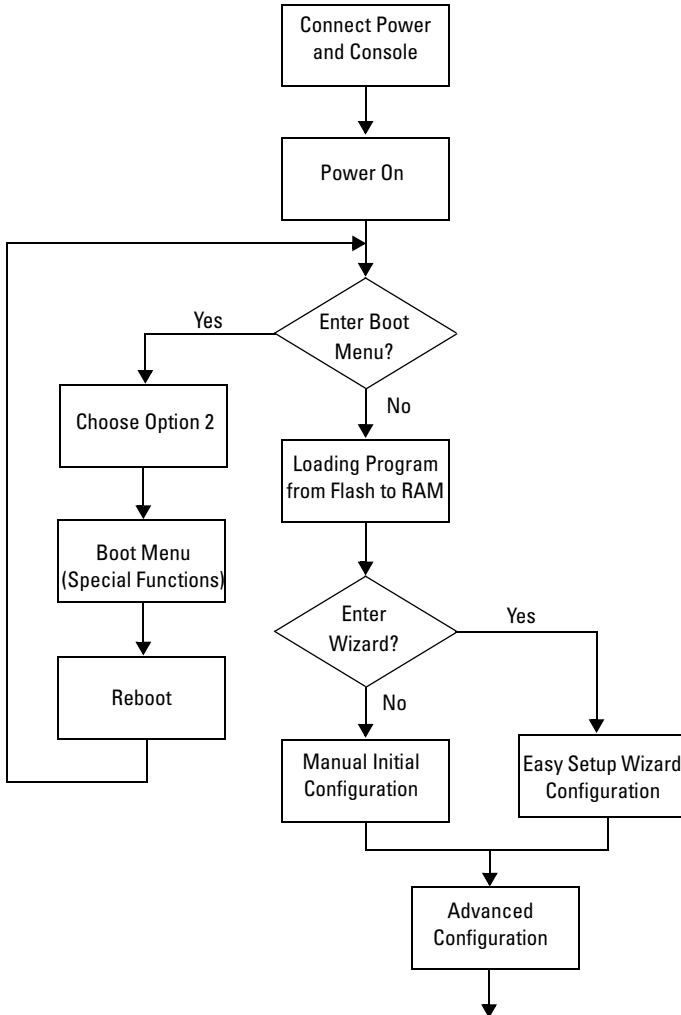 Connect Power
and Console
Power On
Enter Boot
Menu?
Yes
No
Choose Option 2
Loading Program
from Flash to RAM
Boot Menu
(Special Functions)
Enter
Wizard?
Yes
No
Reboot
Manual Initial
Configuration
Easy Setup Wizard
Configuration
Advanced
Configuration